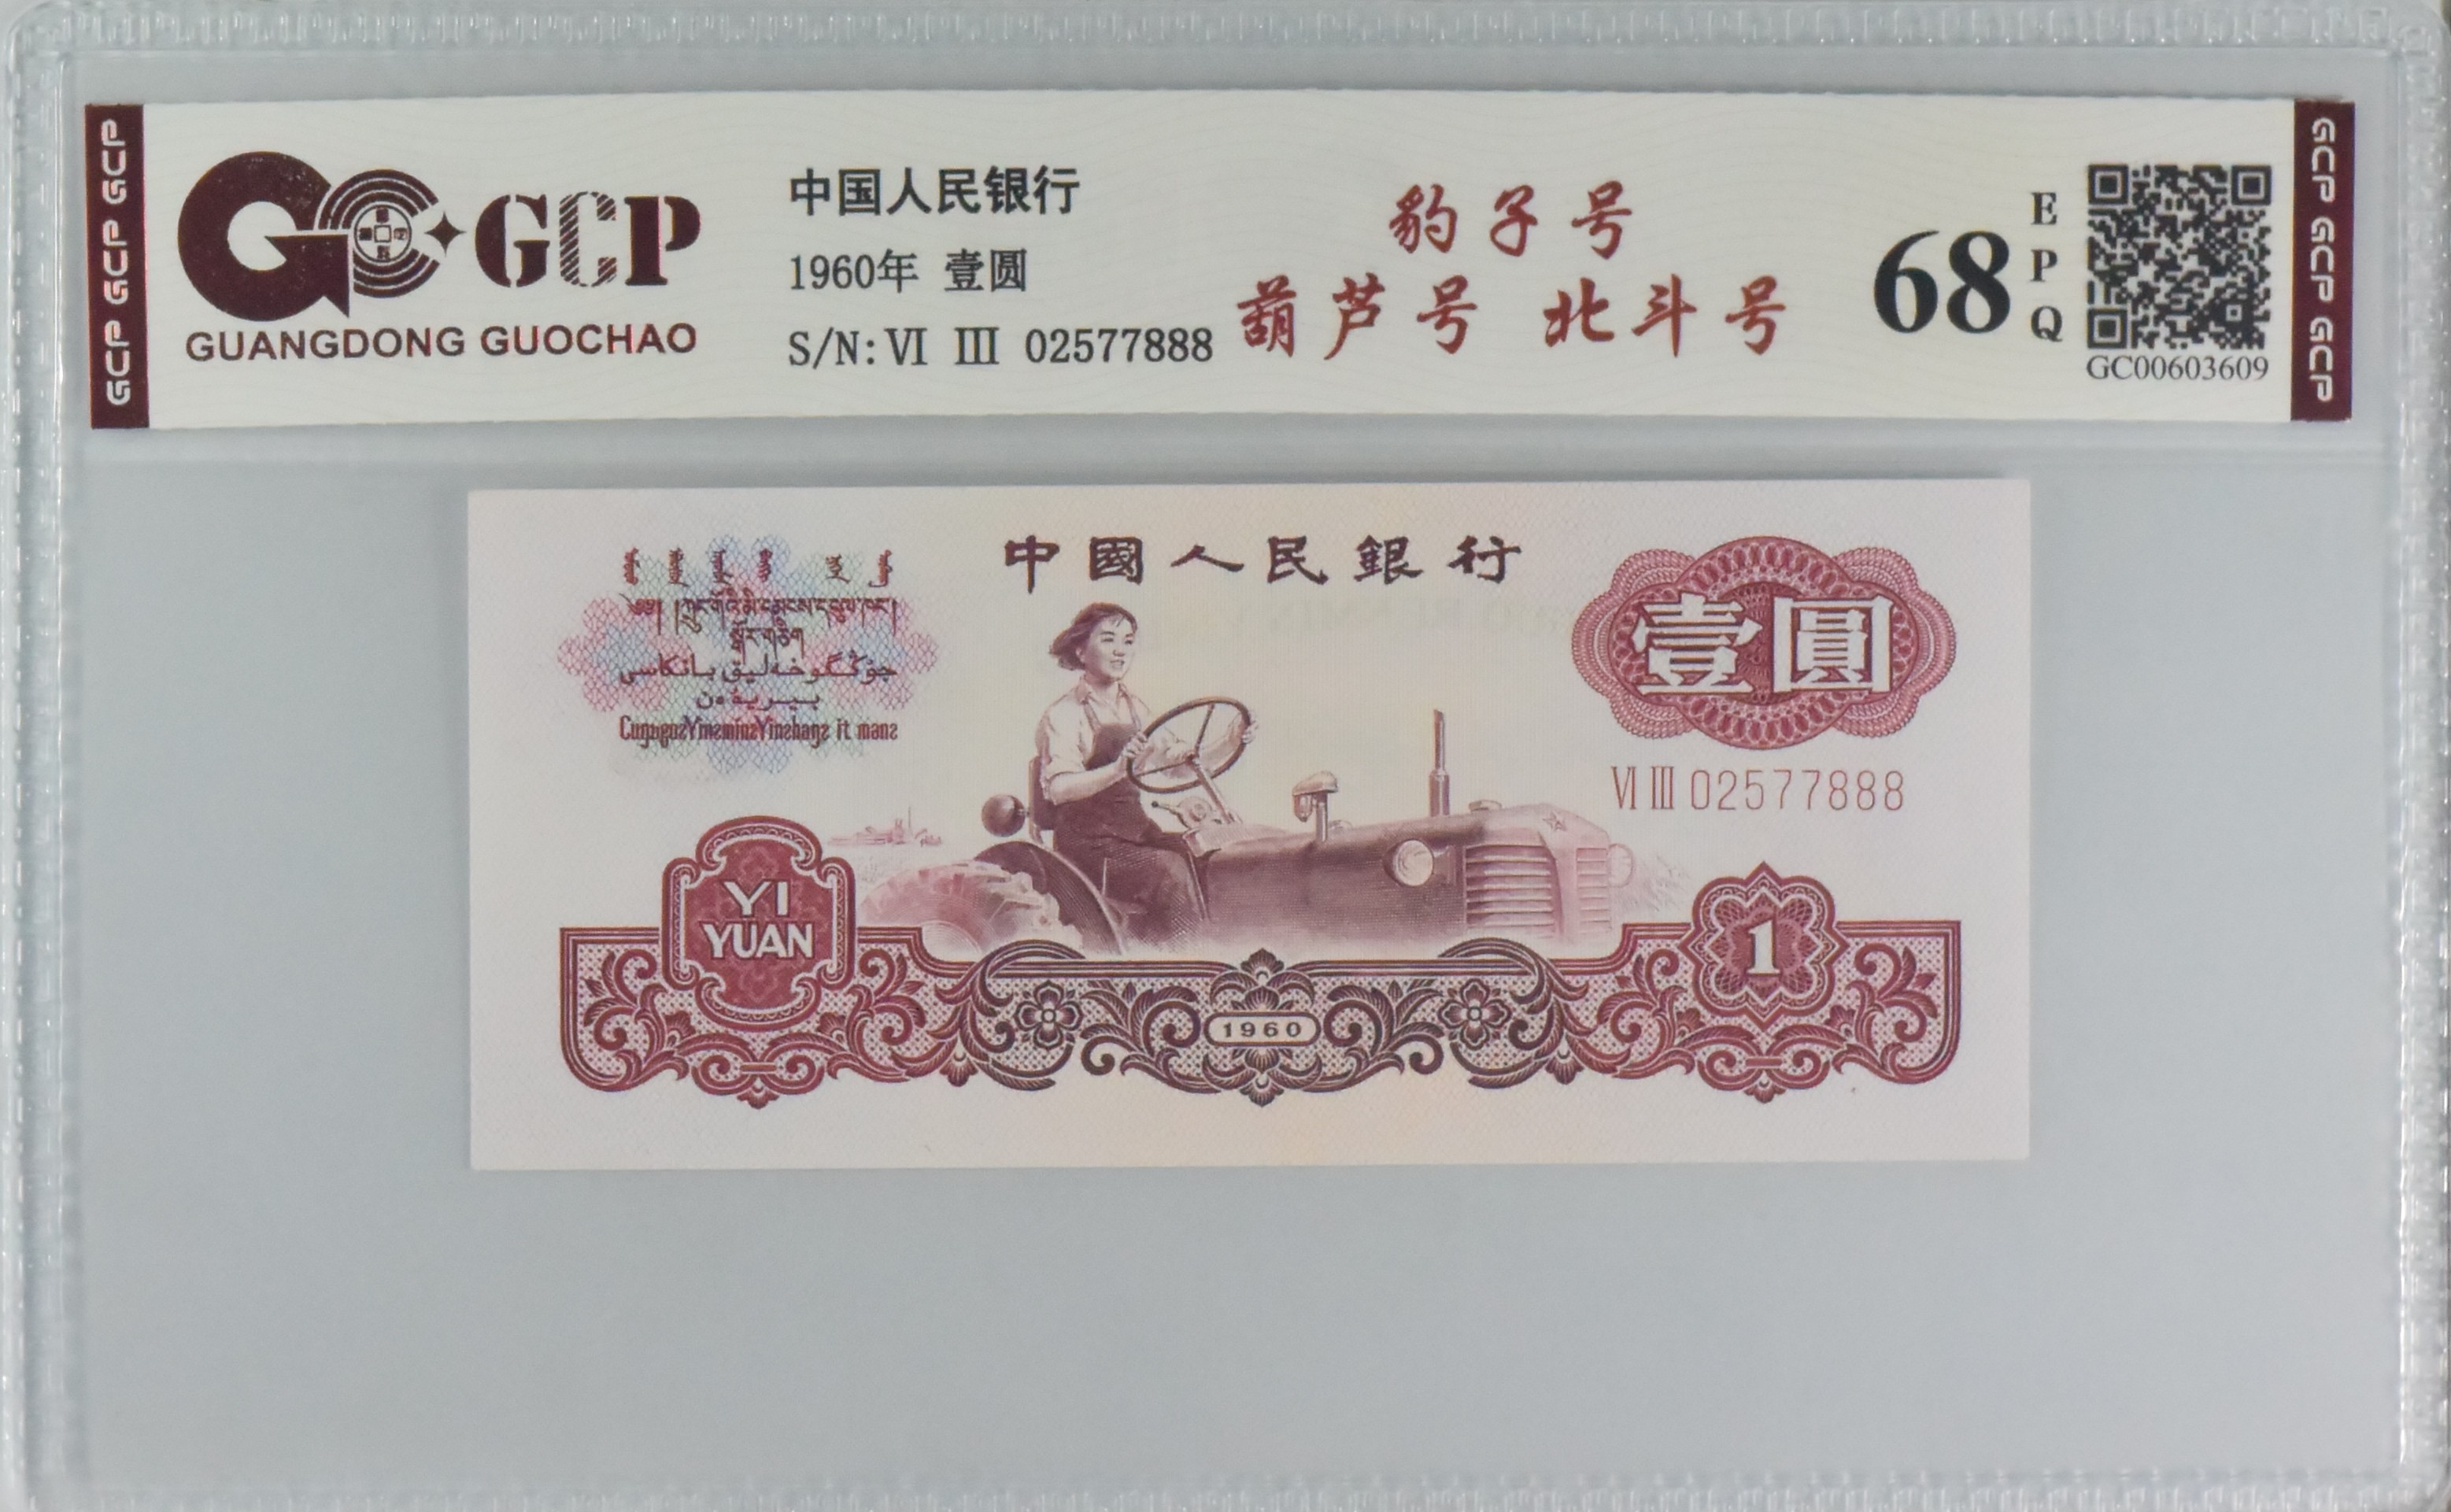 GCP GCP GCP
GCP
GUANGDONG GUOCHAO
中国人民银行
1960年 壹圆
S/N: VI III 02577888
豹子号
葫芦号 北斗号
68
E
P
Q
GC00603609
GCP GCP GCP
中國人民銀行
壹圓
VI III 02577888
YI
YUAN
1
1960